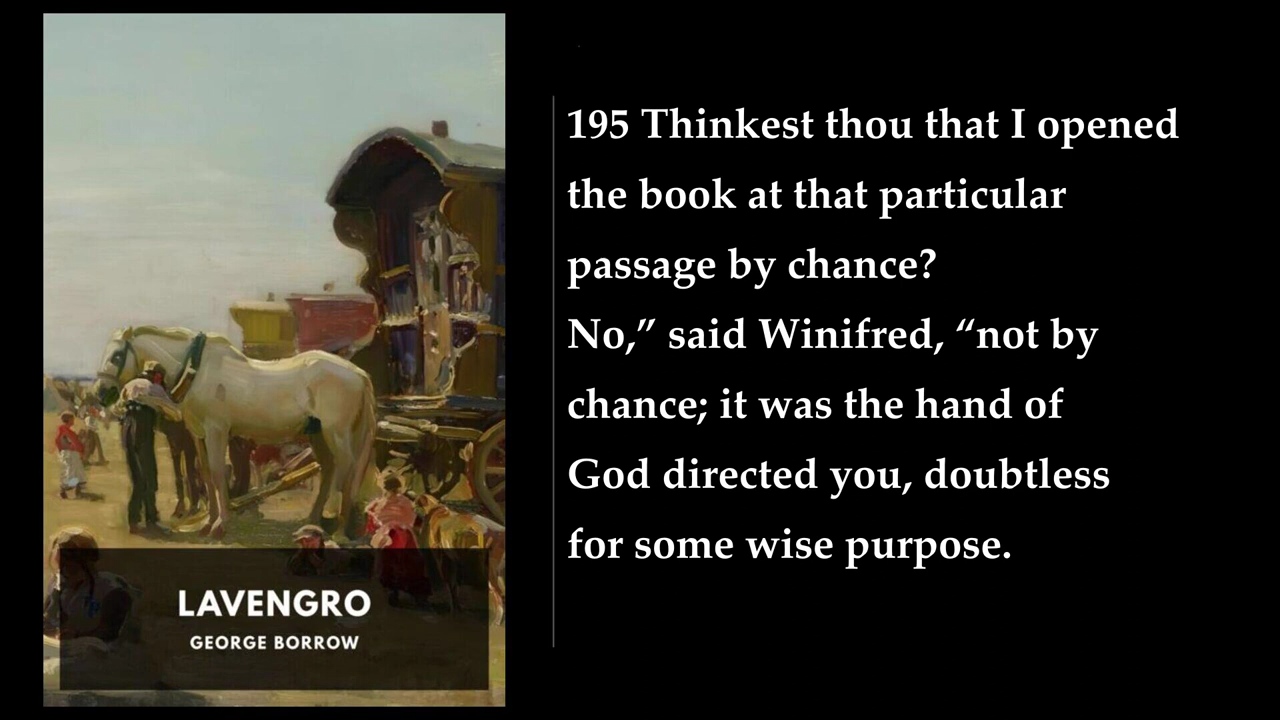 195 Thinkest thou that I opened
the book at that particular
passage by chance?
No,” said Winifred, “not by
chance; it was the hand of
God directed you, doubtless
for some wise purpose.
LAVENGRO
GEORGE BORROW